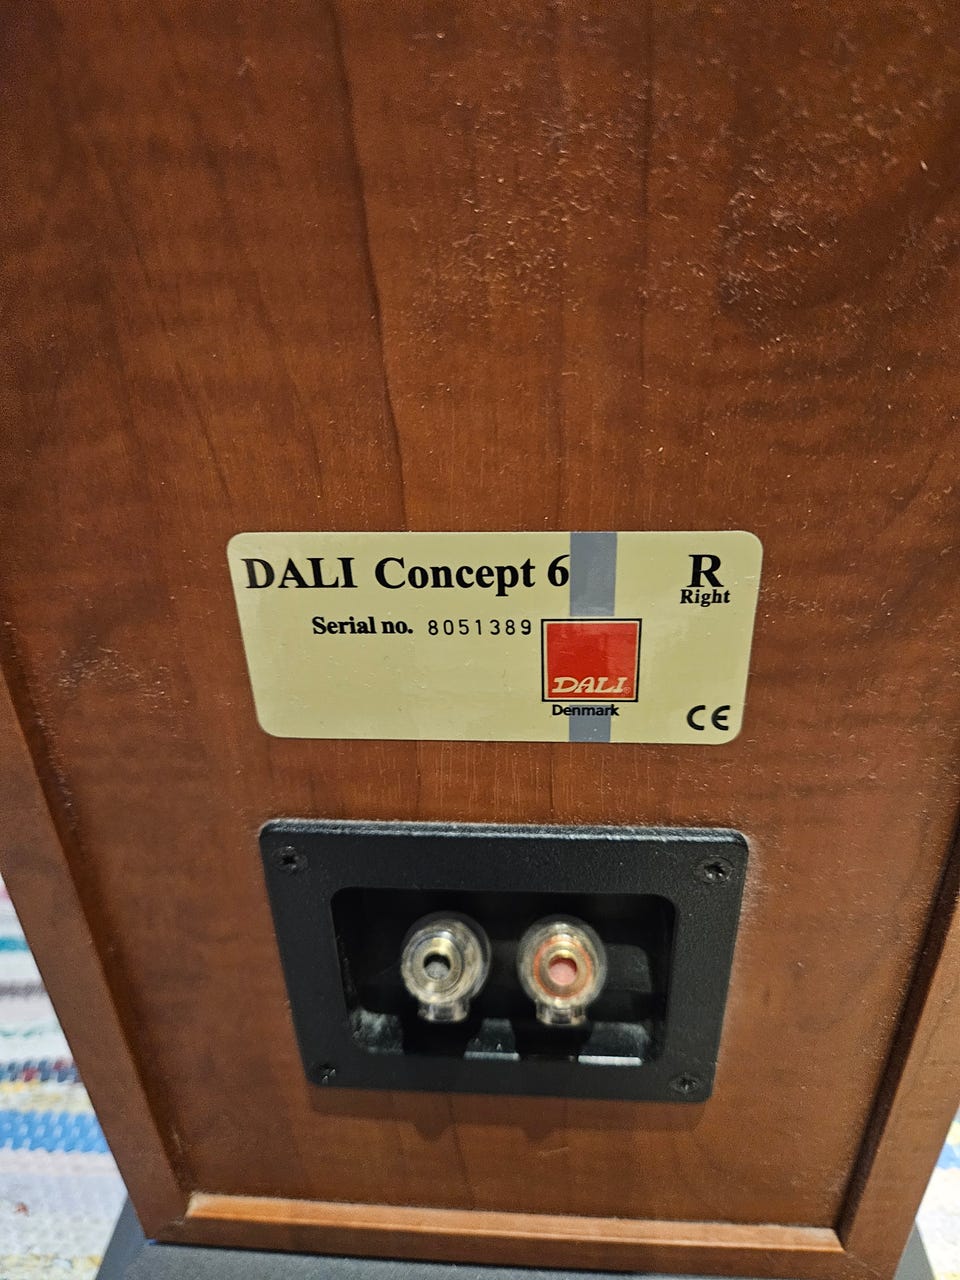 DALI Concept 6
R
Right
Serial no. 8051389
DALI
Denmark
CE